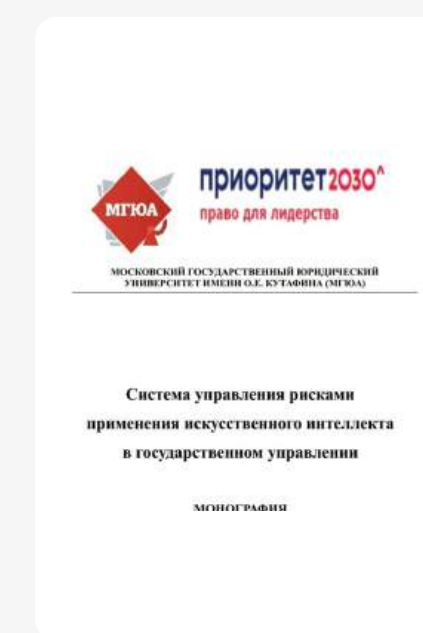 МГЮА
приоритет2030^
право для лидерства
МОСКОВСКИЙ ГОСУДАРСТВЕННЫЙ ЮРИДИЧЕСКИЙ
УНИВЕРСИТЕТ ИМЕНИ О.Е. КУТАФИНА (МГЮА)
Система управления рисками
применения искусственного интеллекта
в государственном управлении
МОНОГРАФИЯ